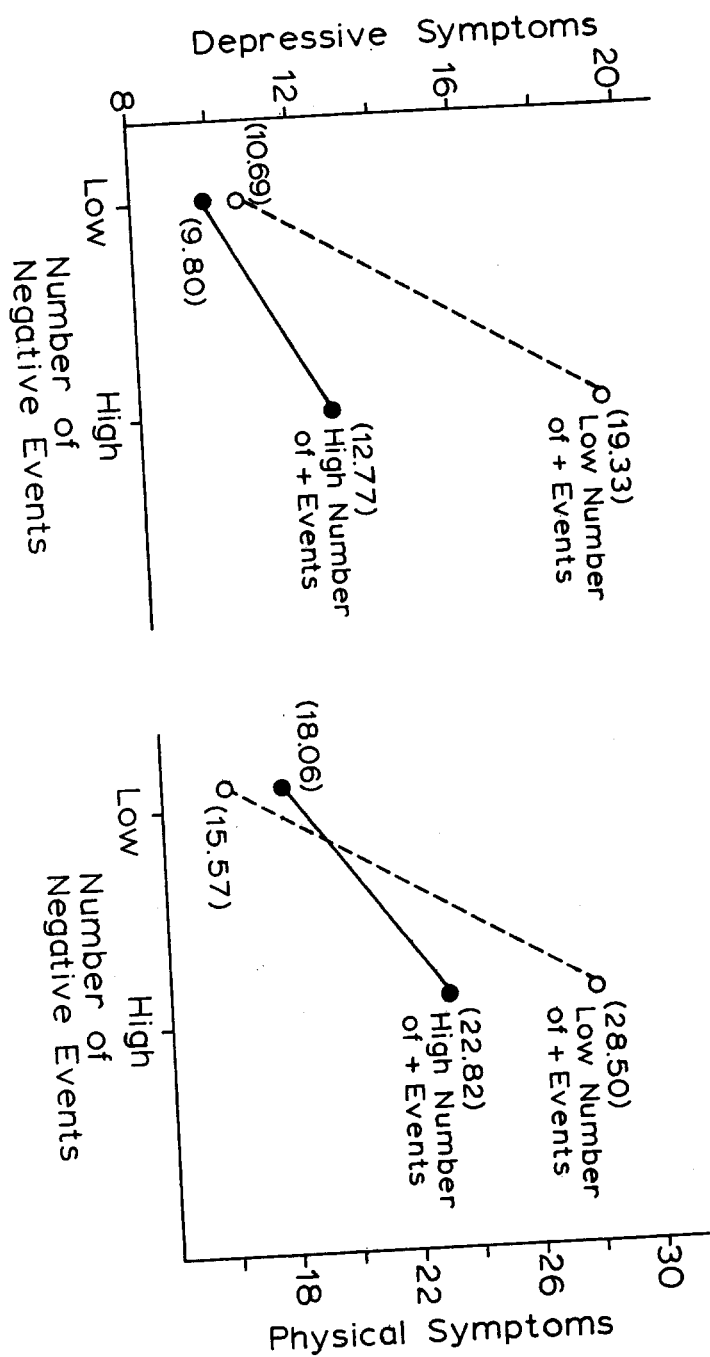 Depressive Symptoms
20
16
12
8
(10.69)
(9.80)
(19.33)
Low Number
of + Events
(12.77)
High Number
of + Events
Low
High
Number of
Negative Events
(18.06)
(15.57)
(28.50)
Low Number
of + Events
(22.82)
High Number
of + Events
Low
High
Number of
Negative Events
30
26
22
18
Physical Symptoms